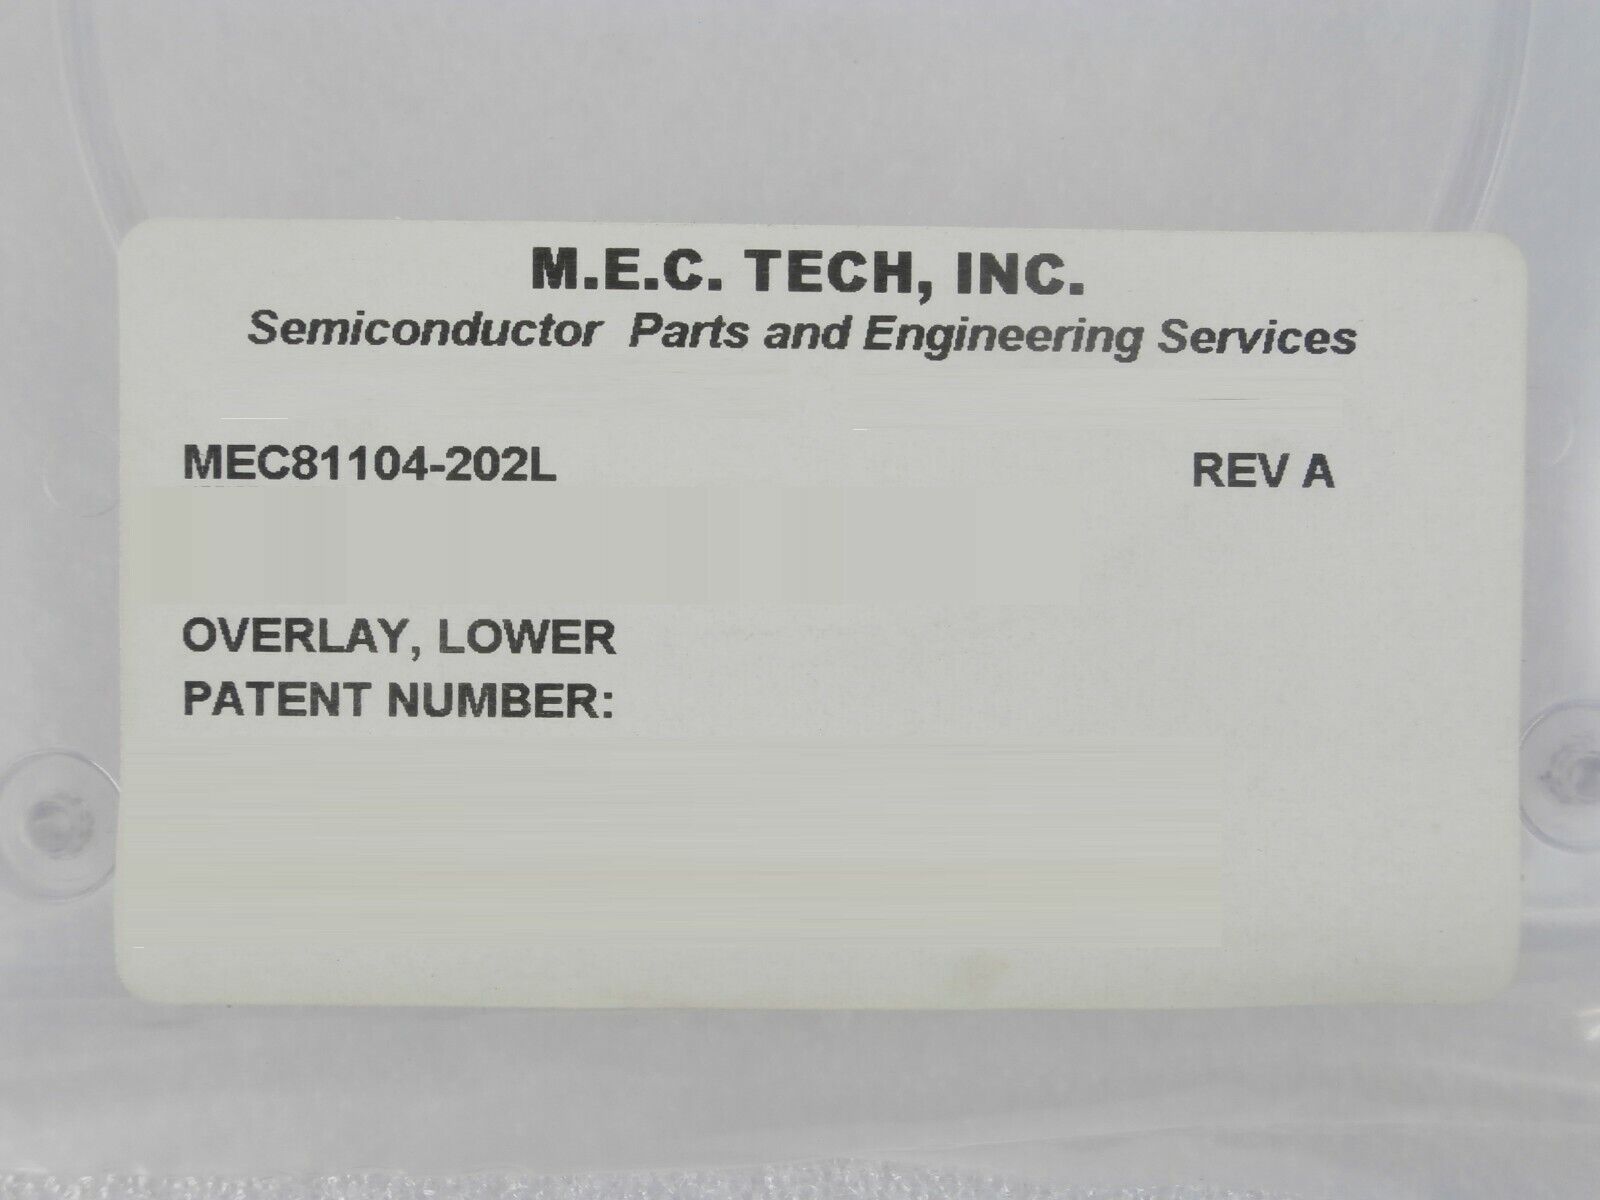 M.E.C. TECH, INC.
Semiconductor Parts and Engineering Services
MEC81104-202L REV A
OVERLAY, LOWER
PATENT NUMBER: